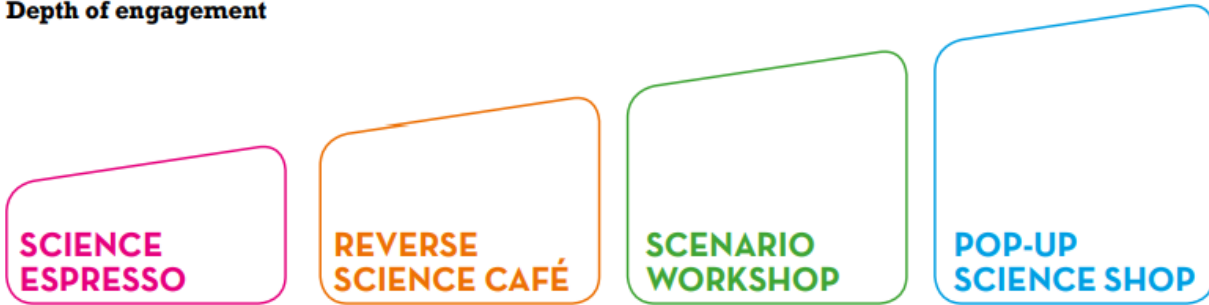 Depth of engagement
SCIENCE
ESPRESSO
REVERSE
SCIENCE CAFÉ
SCENARIO
WORKSHOP
POP-UP
SCIENCE SHOP